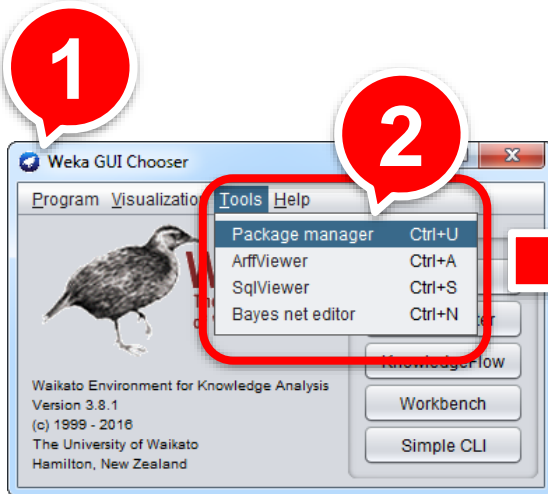 1
2
Weka GUI Chooser
Program Visualization Tools Help
Package manager Ctrl+U
ArffViewer Ctrl+A
SqlViewer Ctrl+S
Bayes net editor Ctrl+N
KnowledgeFlow
Workbench
Simple CLI
Waikato Environment for Knowledge Analysis
Version 3.8.1
(c) 1999 - 2016
The University of Waikato
Hamilton, New Zealand